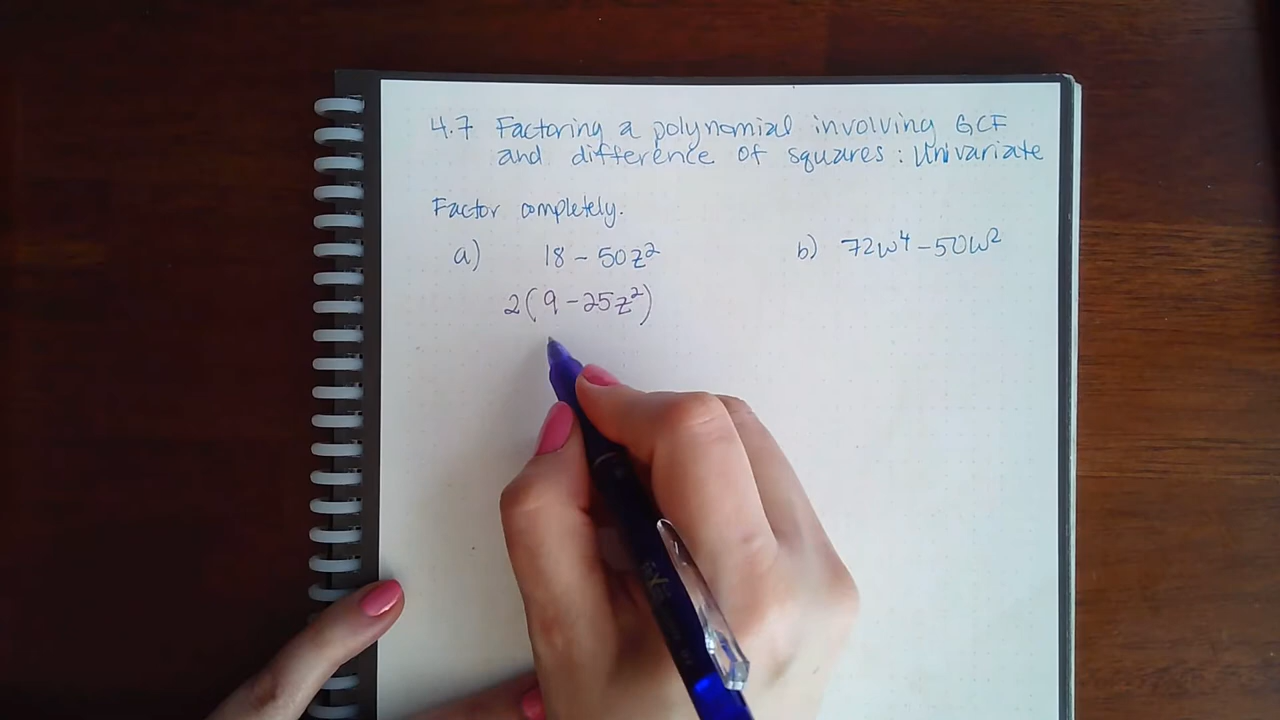 4.7 Factoring a polynomial involving GCF
and difference of squares : Univariate
Factor completely.
a) 18 - 50z²
b) 72w⁴ - 50w²
2(9 - 25z²)